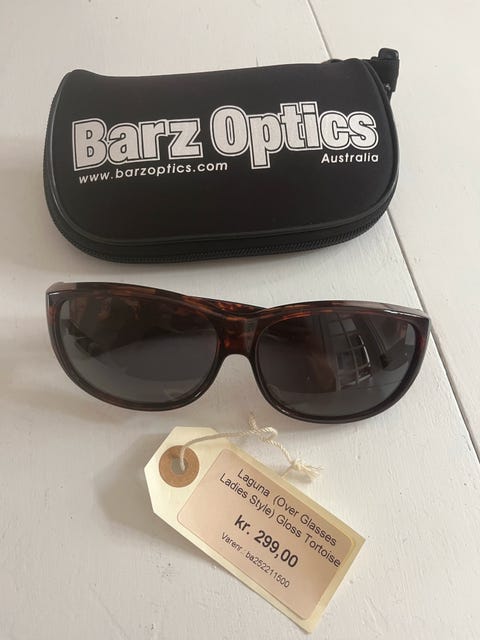 Barz Optics
www.barzoptics.com
Australia
Laguna (Over Glasses
Ladies Style) Gloss Tortoise
kr. 299,00
Varenr.: ba252211500